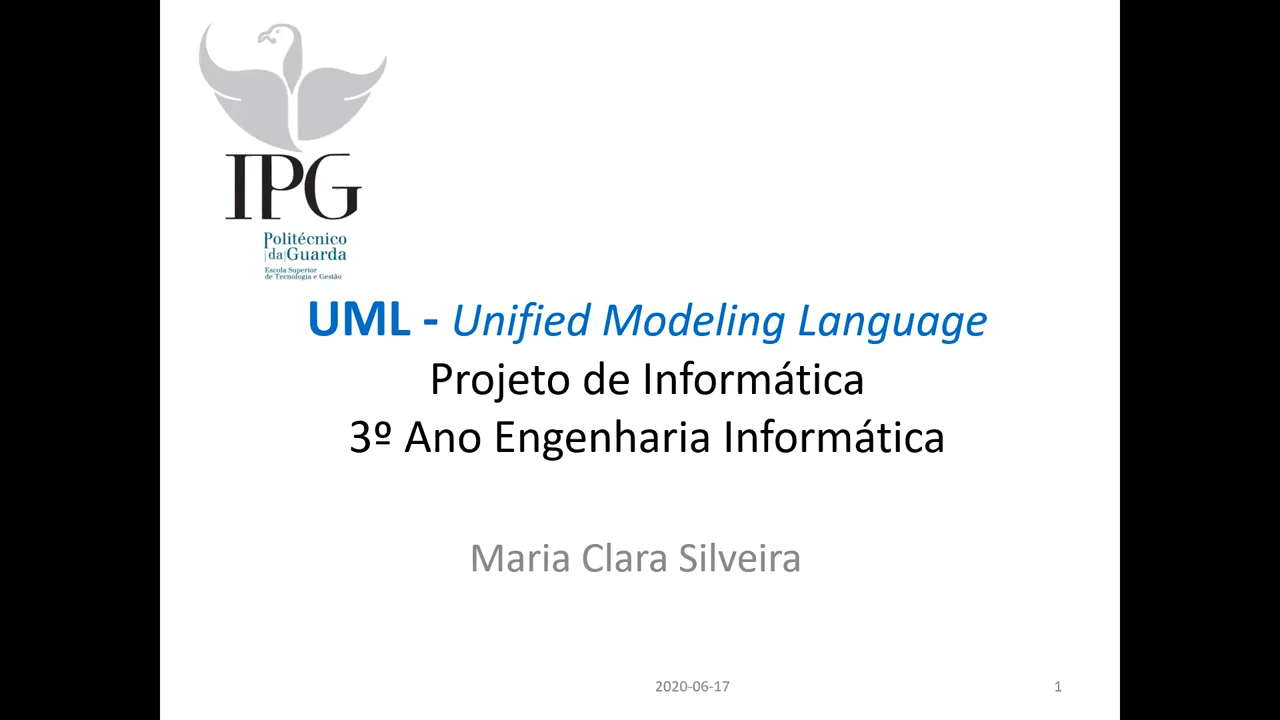 IPG
Politécnico
|da|Guarda
Escola Superior
de Tecnologia e Gestão
UML - Unified Modeling Language
Projeto de Informática
3º Ano Engenharia Informática
Maria Clara Silveira
2020-06-17
1